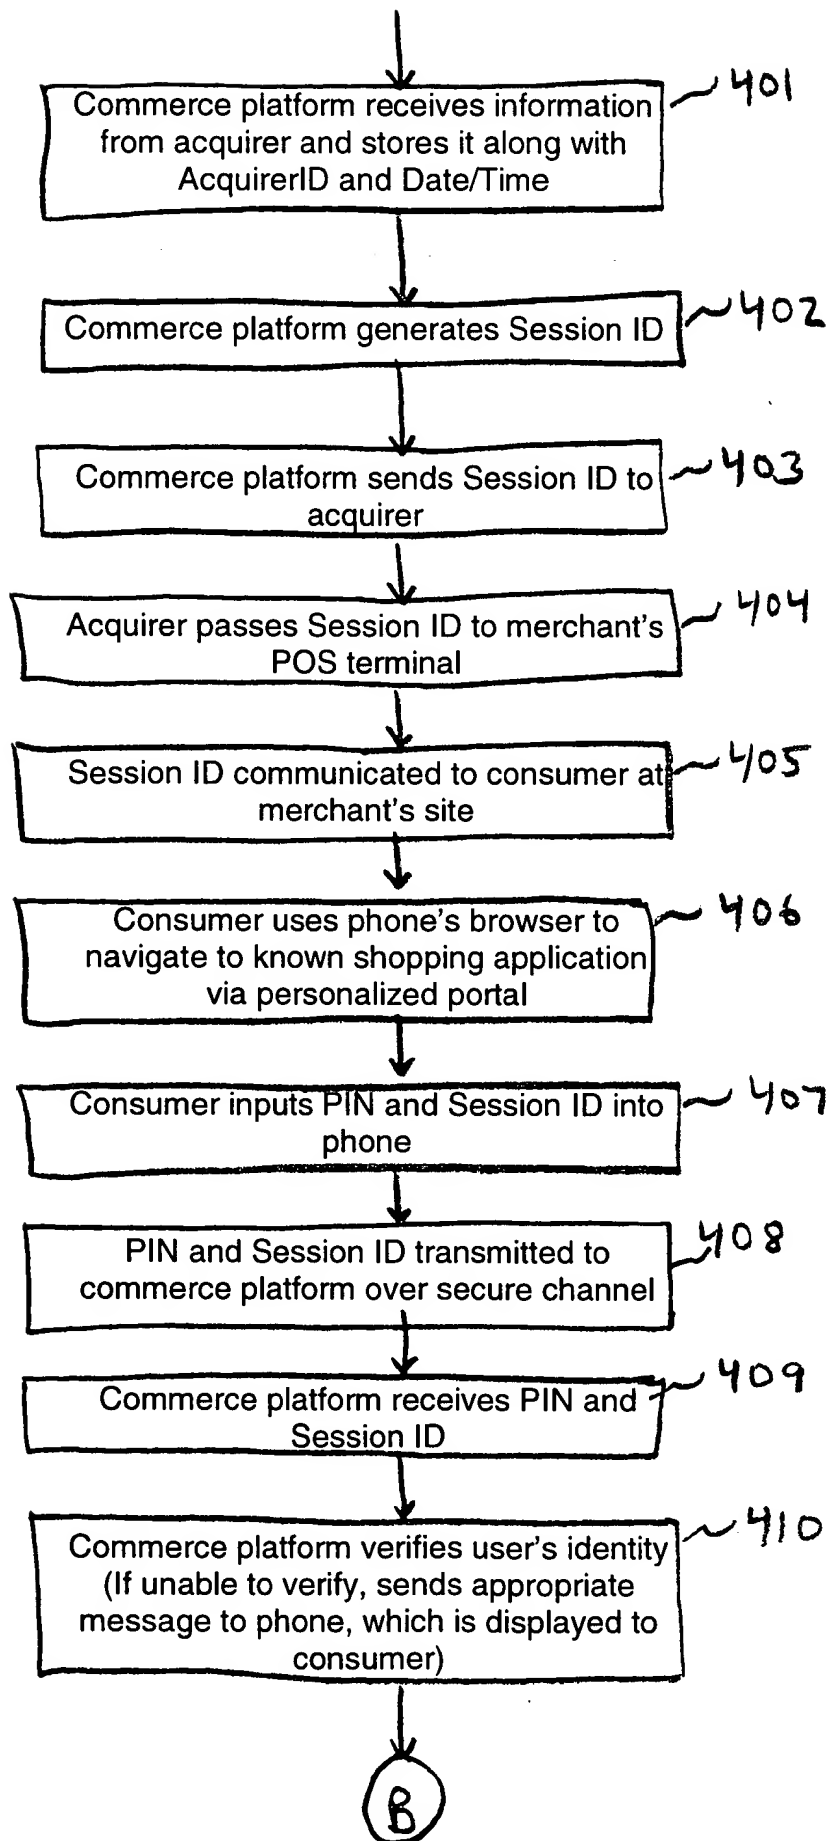 401
Commerce platform receives information
from acquirer and stores it along with
AcquirerID and Date/Time
402
Commerce platform generates Session ID
403
Commerce platform sends Session ID to
acquirer
404
Acquirer passes Session ID to merchant's
POS terminal
405
Session ID communicated to consumer at
merchant's site
406
Consumer uses phone's browser to
navigate to known shopping application
via personalized portal
407
Consumer inputs PIN and Session ID into
phone
408
PIN and Session ID transmitted to
commerce platform over secure channel
409
Commerce platform receives PIN and
Session ID
410
Commerce platform verifies user's identity
(If unable to verify, sends appropriate
message to phone, which is displayed to
consumer)
B